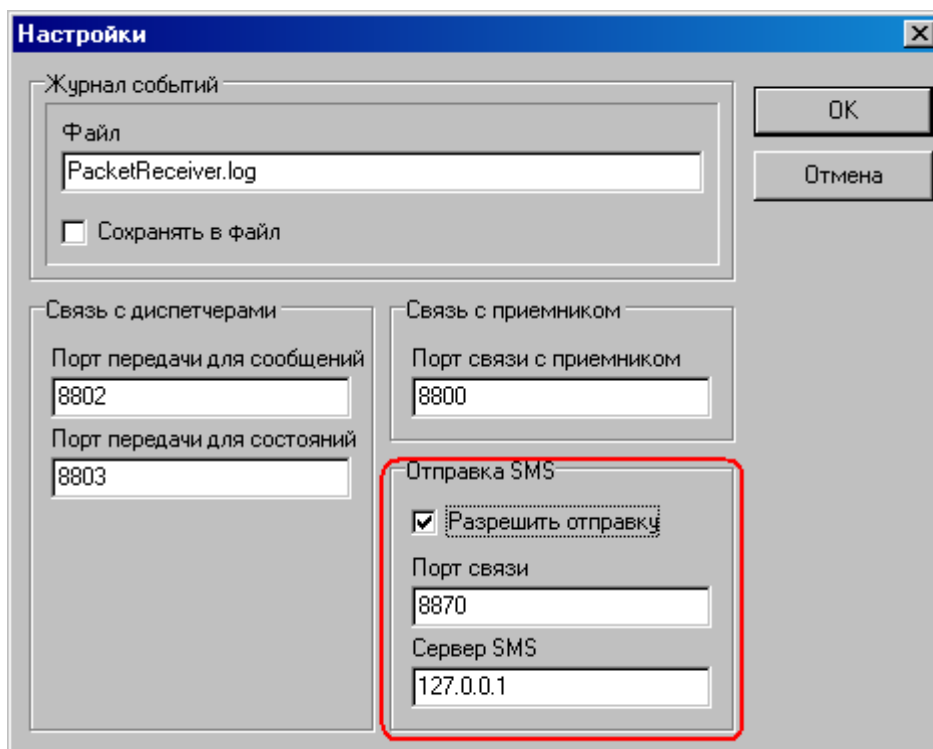 Настройки
Журнал событий
Файл
PacketReceiver.log
Сохранять в файл
OK
Отмена
Связь с диспетчерами
Порт передачи для сообщений
8802
Порт передачи для состояний
8803
Связь с приемником
Порт связи с приемником
8800
Отправка SMS
Разрешить отправку
Порт связи
8870
Сервер SMS
127.0.0.1